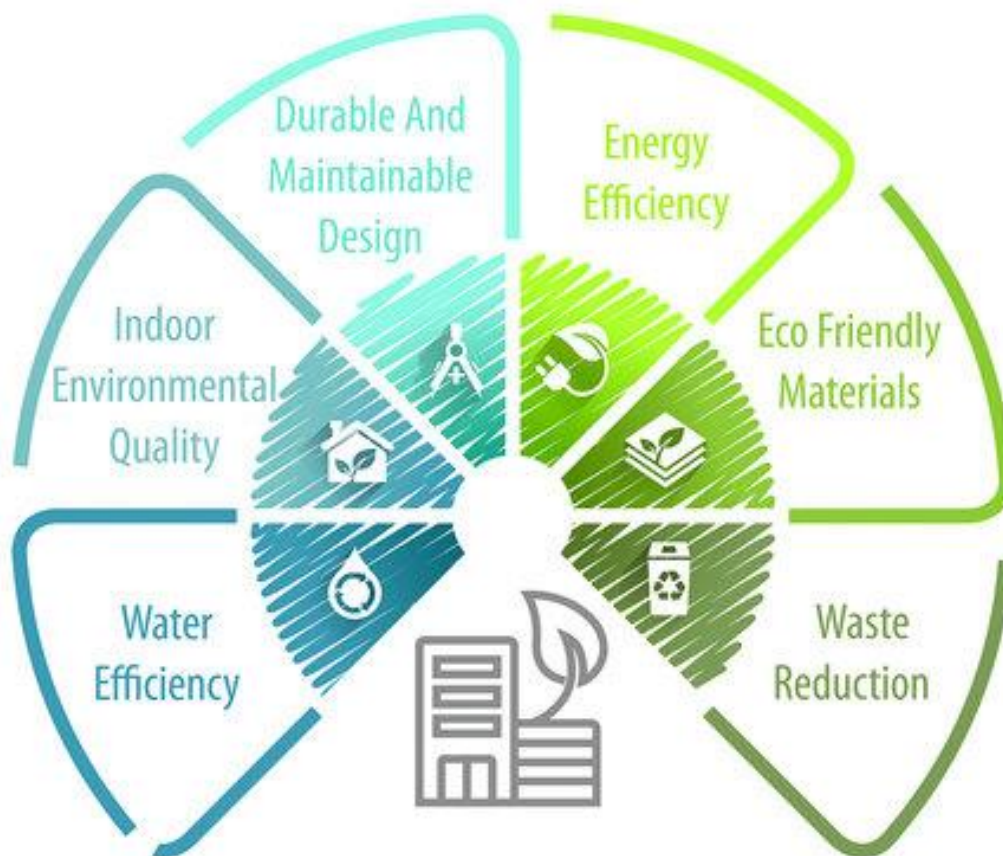 Durable And
Maintainable
Design
Energy
Efficiency
Indoor
Environmental
Quality
Eco Friendly
Materials
Water
Efficiency
Waste
Reduction